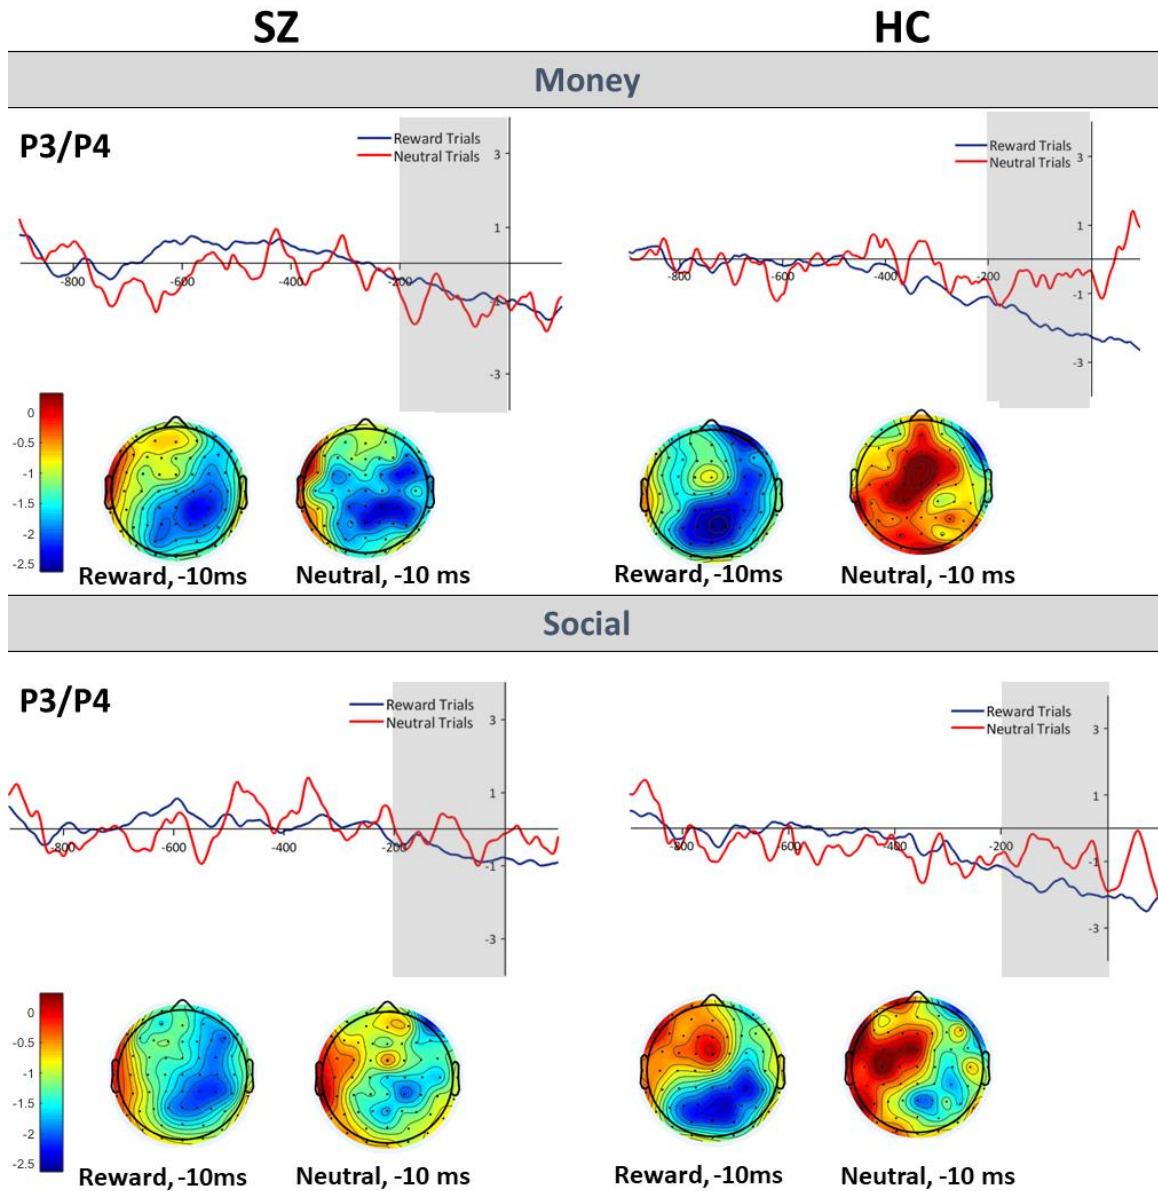 SZ
HC
Money
P3/P4
Reward Trials
Neutral Trials
3
1
-800
-600
-400
-200
-1
-3
Reward Trials
Neutral Trials
3
1
-800
-600
-400
-200
-1
-3
0
-0.5
-1
-1.5
-2
-2.5
Reward, -10ms
Neutral, -10 ms
Reward, -10ms
Neutral, -10 ms
Social
P3/P4
Reward Trials
Neutral Trials
3
1
-800
-600
-400
-200
-1
-3
Reward Trials
Neutral Trials
3
1
-800
-600
-400
-200
-1
-3
0
-0.5
-1
-1.5
-2
-2.5
Reward, -10ms
Neutral, -10 ms
Reward, -10ms
Neutral, -10 ms